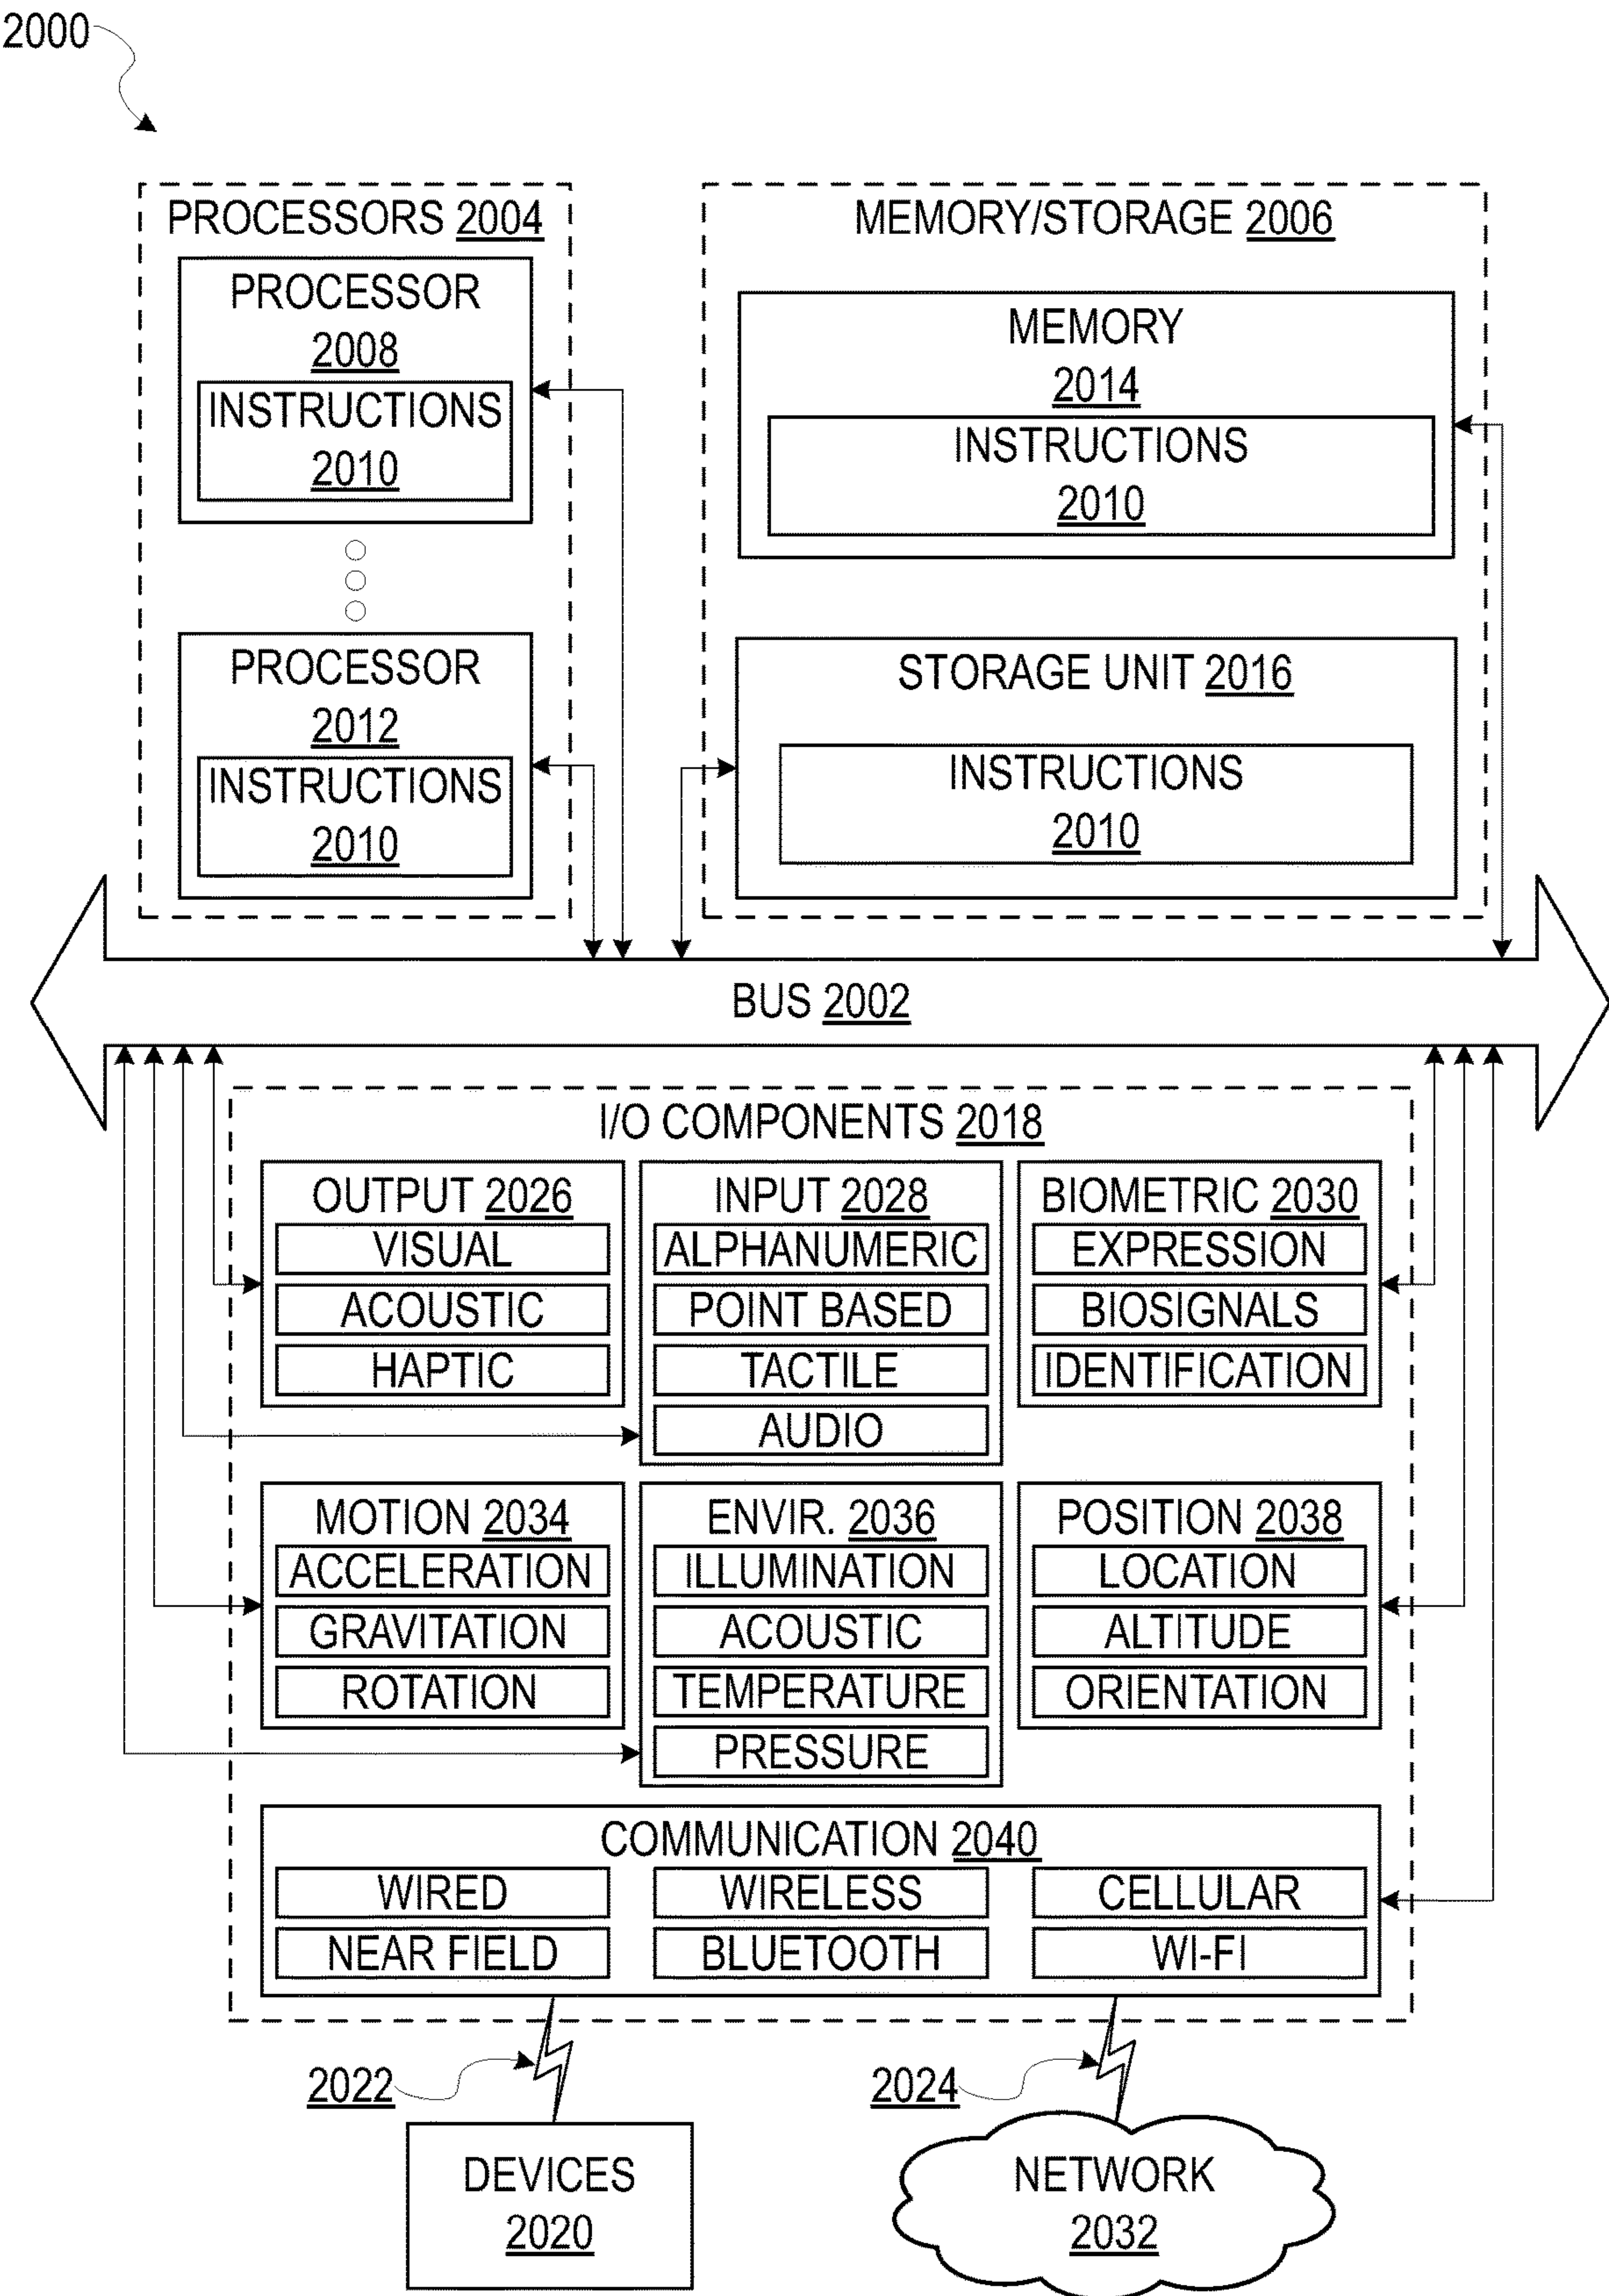 2000
PROCESSORS 2004
PROCESSOR
2008
INSTRUCTIONS
2010
PROCESSOR
2012
INSTRUCTIONS
2010
MEMORY/STORAGE 2006
MEMORY
2014
INSTRUCTIONS
2010
STORAGE UNIT 2016
INSTRUCTIONS
2010
BUS 2002
I/O COMPONENTS 2018
OUTPUT 2026
VISUAL
ACOUSTIC
HAPTIC
INPUT 2028
ALPHANUMERIC
POINT BASED
TACTILE
AUDIO
BIOMETRIC 2030
EXPRESSION
BIOSIGNALS
IDENTIFICATION
MOTION 2034
ACCELERATION
GRAVITATION
ROTATION
ENVIR. 2036
ILLUMINATION
ACOUSTIC
TEMPERATURE
PRESSURE
POSITION 2038
LOCATION
ALTITUDE
ORIENTATION
COMMUNICATION 2040
WIRED
WIRELESS
CELLULAR
NEAR FIELD
BLUETOOTH
WI-FI
2022
2024
DEVICES
2020
NETWORK
2032